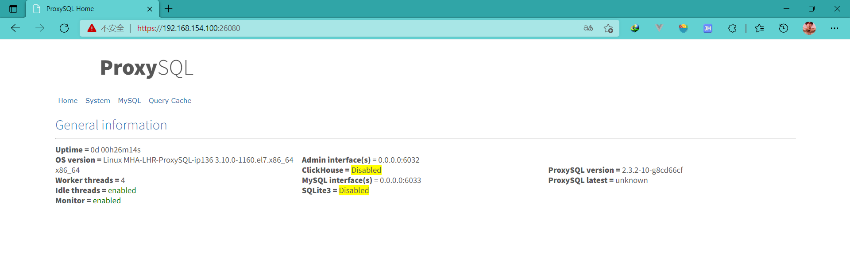 ProxySQL Home
不安全 | https://192.168.154.100:26080
ProxySQL
Home System MySQL Query Cache
General information
Uptime = 0d 00h26m14s
OS version = Linux MHA-LHR-ProxySQL-ip136 3.10.0-1160.el7.x86_64
x86_64
Worker threads = 4
Idle threads = enabled
Monitor = enabled
Admin interface(s) = 0.0.0.0:6032
ClickHouse = Disabled
MySQL interface(s) = 0.0.0.0:6033
SQLite3 = Disabled
ProxySQL version = 2.3.2-10-g8cd66cf
ProxySQL latest = unknown